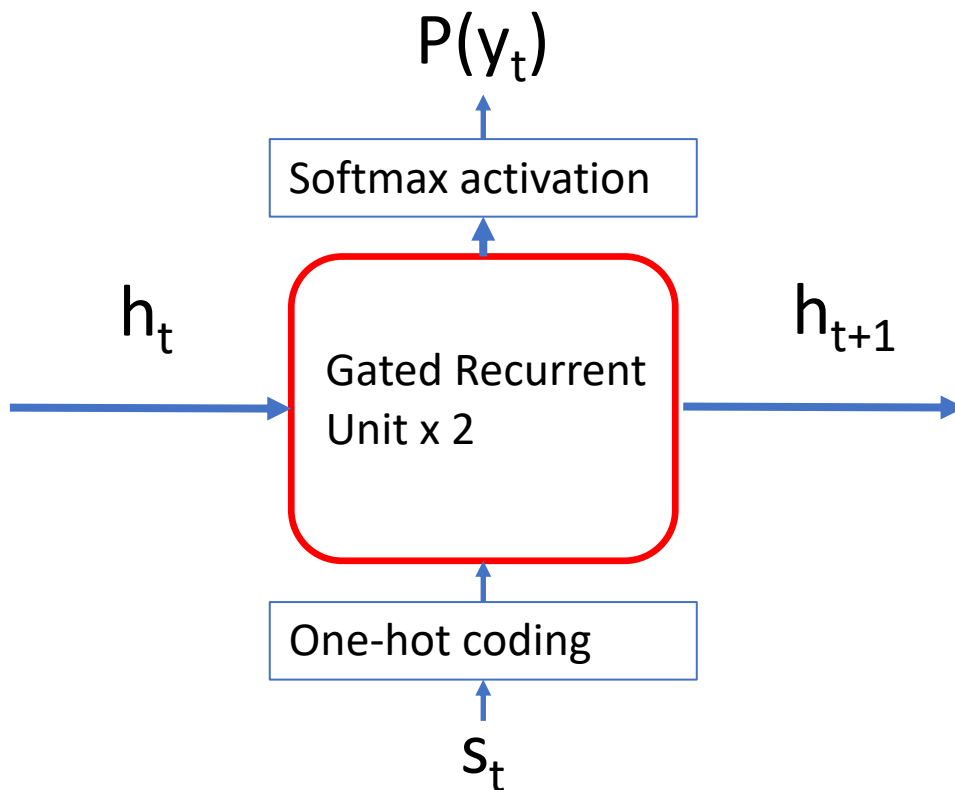 P(yₜ)
Softmax activation
hₜ
hₜ₊₁
Gated Recurrent
Unit x 2
One-hot coding
sₜ